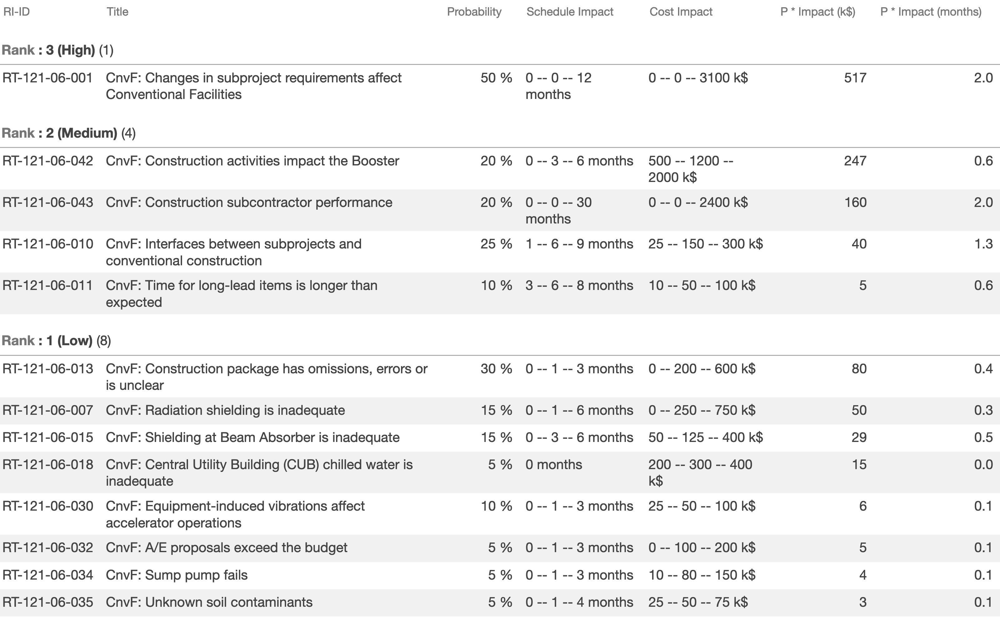 RI-ID Title Probability Schedule Impact Cost Impact P * Impact (k$) P * Impact (months)
Rank : 3 (High) (1)
RT-121-06-001 CnvF: Changes in subproject requirements affect 50 % 0 -- 0 -- 12 0 -- 0 -- 3100 k$ 517 2.0
Conventional Facilities months
Rank : 2 (Medium) (4)
RT-121-06-042 CnvF: Construction activities impact the Booster 20 % 0 -- 3 -- 6 months 500 -- 1200 -- 247 0.6
2000 k$
RT-121-06-043 CnvF: Construction subcontractor performance 20 % 0 -- 0 -- 30 0 -- 0 -- 2400 k$ 160 2.0
months
RT-121-06-010 CnvF: Interfaces between subprojects and 25 % 1 -- 6 -- 9 months 25 -- 150 -- 300 k$ 40 1.3
conventional construction
RT-121-06-011 CnvF: Time for long-lead items is longer than 10 % 3 -- 6 -- 8 months 10 -- 50 -- 100 k$ 5 0.6
expected
Rank : 1 (Low) (8)
RT-121-06-013 CnvF: Construction package has omissions, errors or 30 % 0 -- 1 -- 3 months 0 -- 200 -- 600 k$ 80 0.4
is unclear
RT-121-06-007 CnvF: Radiation shielding is inadequate 15 % 0 -- 1 -- 6 months 0 -- 250 -- 750 k$ 50 0.3
RT-121-06-015 CnvF: Shielding at Beam Absorber is inadequate 15 % 0 -- 3 -- 6 months 50 -- 125 -- 400 k$ 29 0.5
RT-121-06-018 CnvF: Central Utility Building (CUB) chilled water is 5 % 0 months 200 -- 300 -- 400 15 0.0
inadequate k$
RT-121-06-030 CnvF: Equipment-induced vibrations affect 10 % 0 -- 1 -- 3 months 25 -- 50 -- 100 k$ 6 0.1
accelerator operations
RT-121-06-032 CnvF: A/E proposals exceed the budget 5 % 0 -- 1 -- 3 months 0 -- 100 -- 200 k$ 5 0.1
RT-121-06-034 CnvF: Sump pump fails 5 % 0 -- 1 -- 3 months 10 -- 80 -- 150 k$ 4 0.1
RT-121-06-035 CnvF: Unknown soil contaminants 5 % 0 -- 1 -- 4 months 25 -- 50 -- 75 k$ 3 0.1